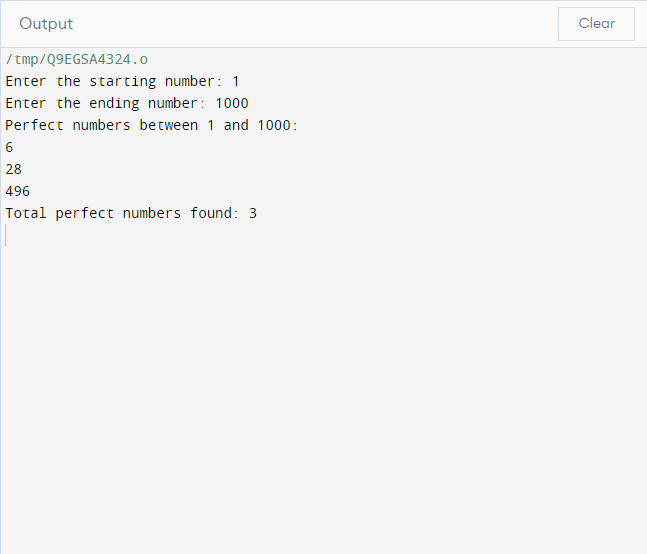 Output
Clear
/tmp/Q9EGSA4324.o
Enter the starting number: 1
Enter the ending number: 1000
Perfect numbers between 1 and 1000:
6
28
496
Total perfect numbers found: 3